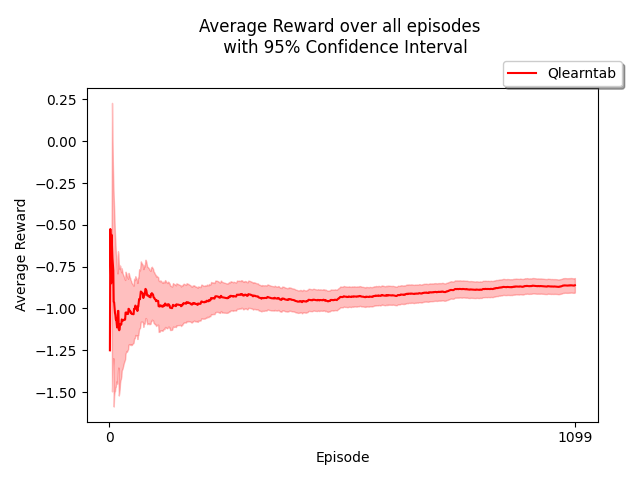 Average Reward over all episodes
with 95% Confidence Interval
Qlearntab
0.25
0.00
−0.25
−0.50
−0.75
−1.00
−1.25
−1.50
Average Reward
0
1099
Episode